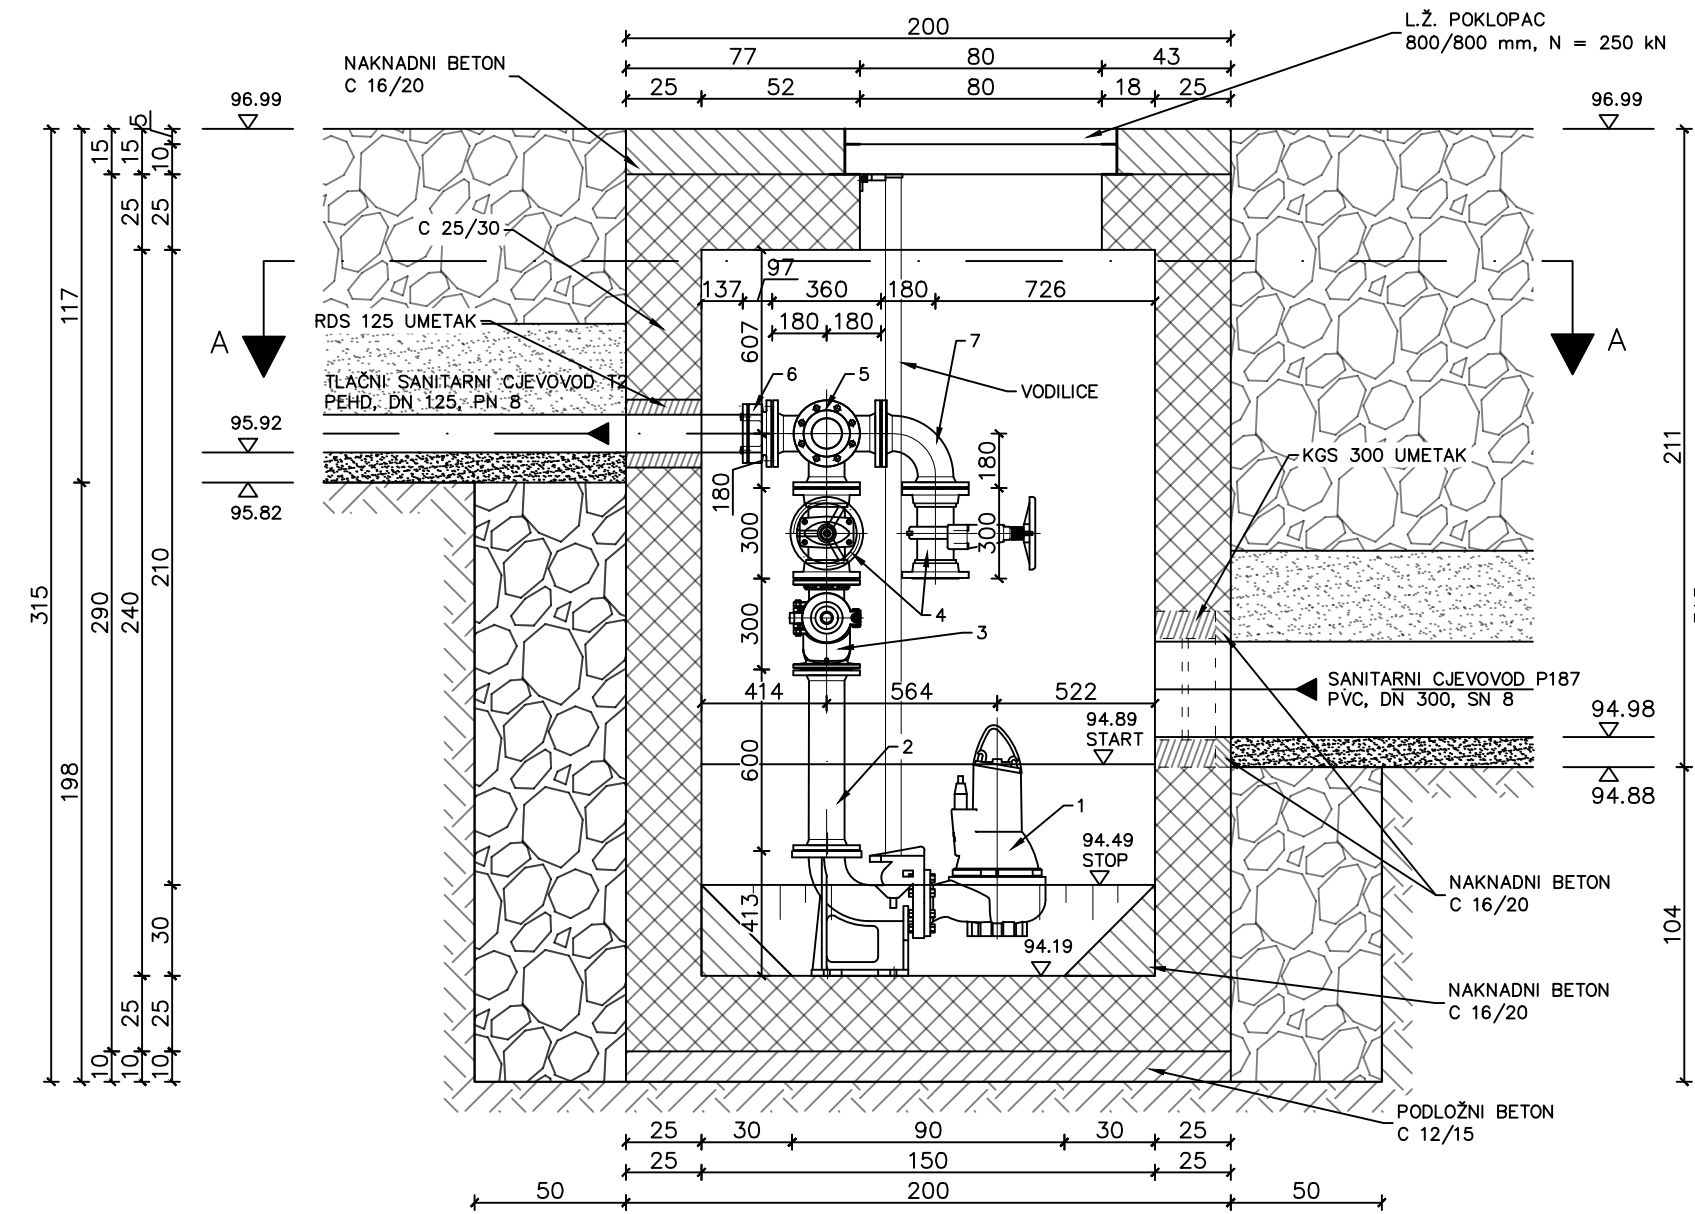 200
L.Ž. POKLOPAC
800/800 mm, N = 250 kN
NAKNADNI BETON
C 16/20
77 80 43
25 52 80 18 25
96.99
96.99
5
15 15 10
25 25
C 25/30
97
137 360 180 726
180 180
607
117
RDS 125 UMETAK
A
A
7
6 5
TLAČNI SANITARNI CJEVOVOD T2
PEHD, DN 125, PN 8
VODILICE
95.92
95.82
180
180
KGS 300 UMETAK
211
300
300
210
240
290
315
4
300
3
SANITARNI CJEVOVOD P187
PVC, DN 300, SN 8
414 564 522
94.89
START
94.98
94.88
2
600
198
1
94.49
STOP
NAKNADNI BETON
C 16/20
413
30
94.19
104
NAKNADNI BETON
C 16/20
25 25
10 10 10
PODLOŽNI BETON
C 12/15
25 30 90 30 25
25 150 25
50 200 50